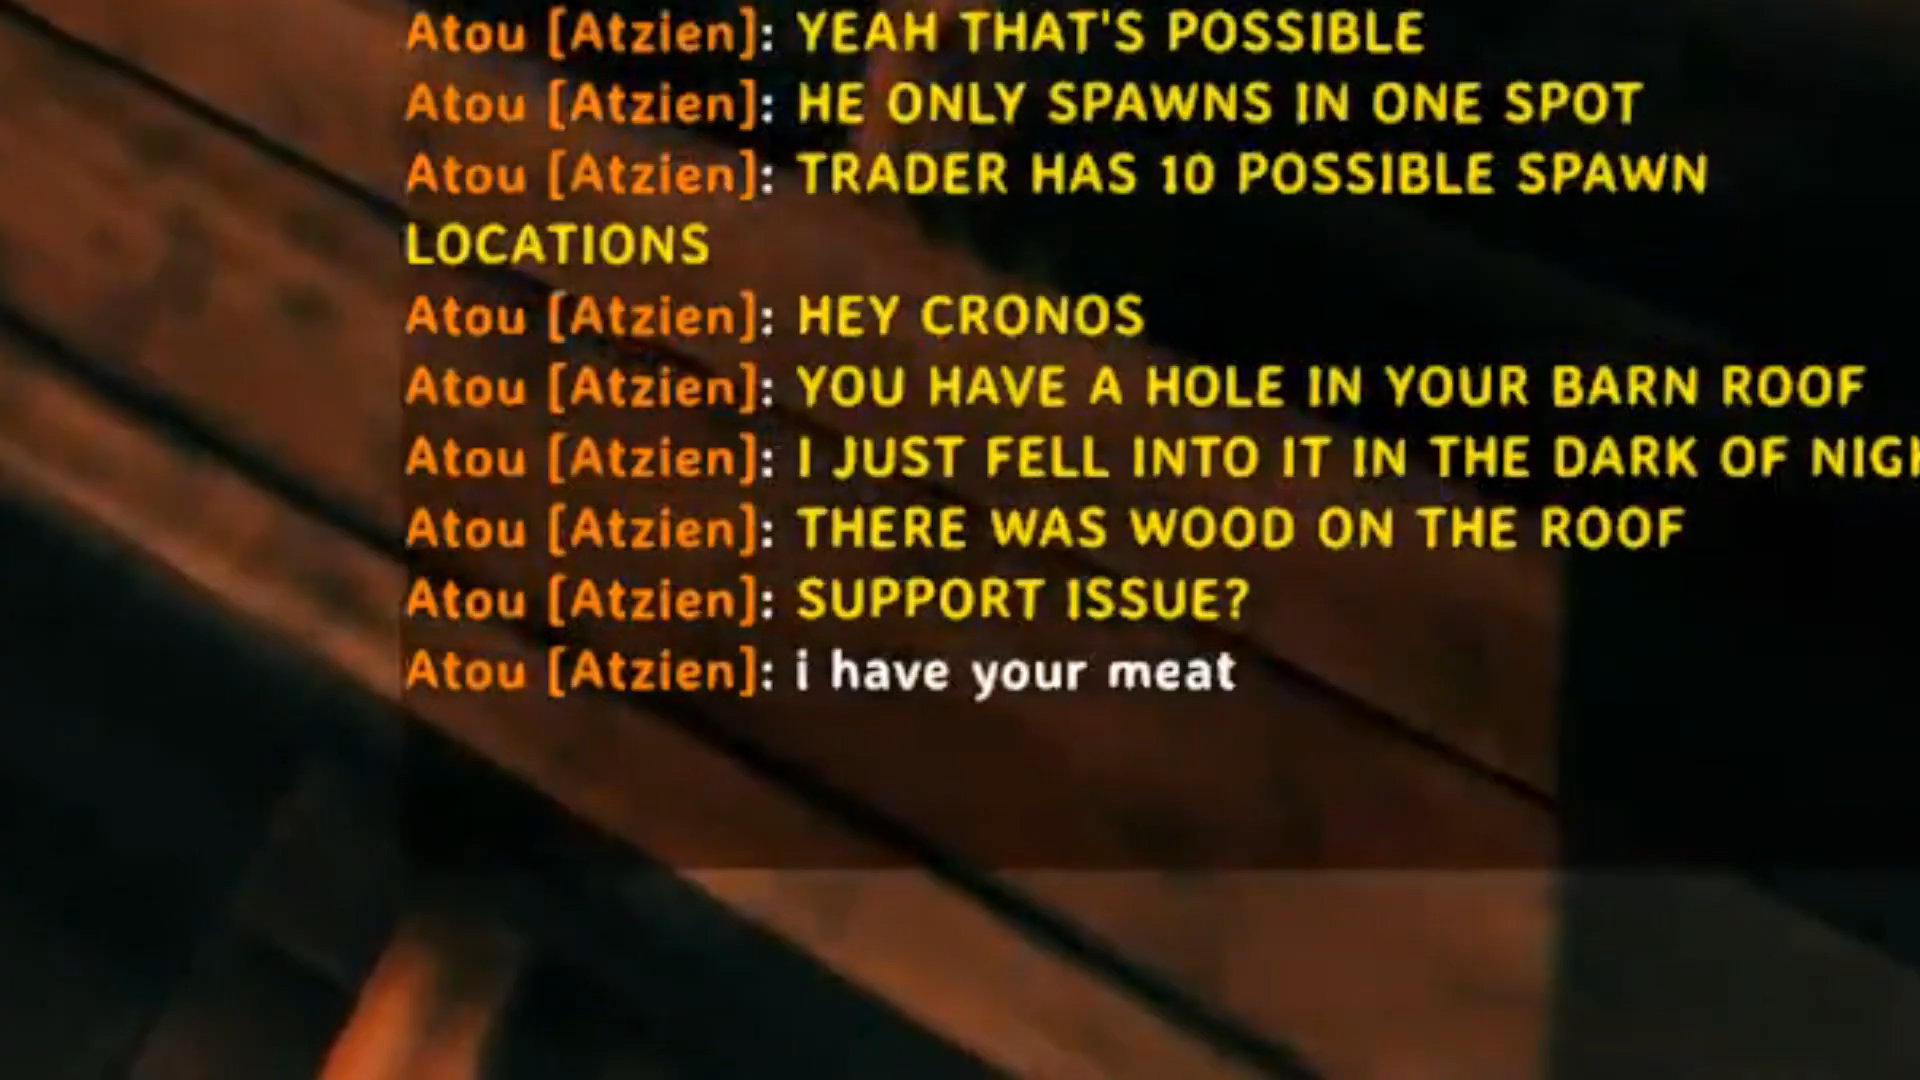 Atou [Atzien]: YEAH THAT'S POSSIBLE
Atou [Atzien]: HE ONLY SPAWNS IN ONE SPOT
Atou [Atzien]: TRADER HAS 10 POSSIBLE SPAWN
LOCATIONS
Atou [Atzien]: HEY CRONOS
Atou [Atzien]: YOU HAVE A HOLE IN YOUR BARN ROOF
Atou [Atzien]: I JUST FELL INTO IT IN THE DARK OF
Atou [Atzien]: THERE WAS WOOD ON THE ROOF
Atou [Atzien]: SUPPORT ISSUE?
Atou [Atzien]: i have your meat